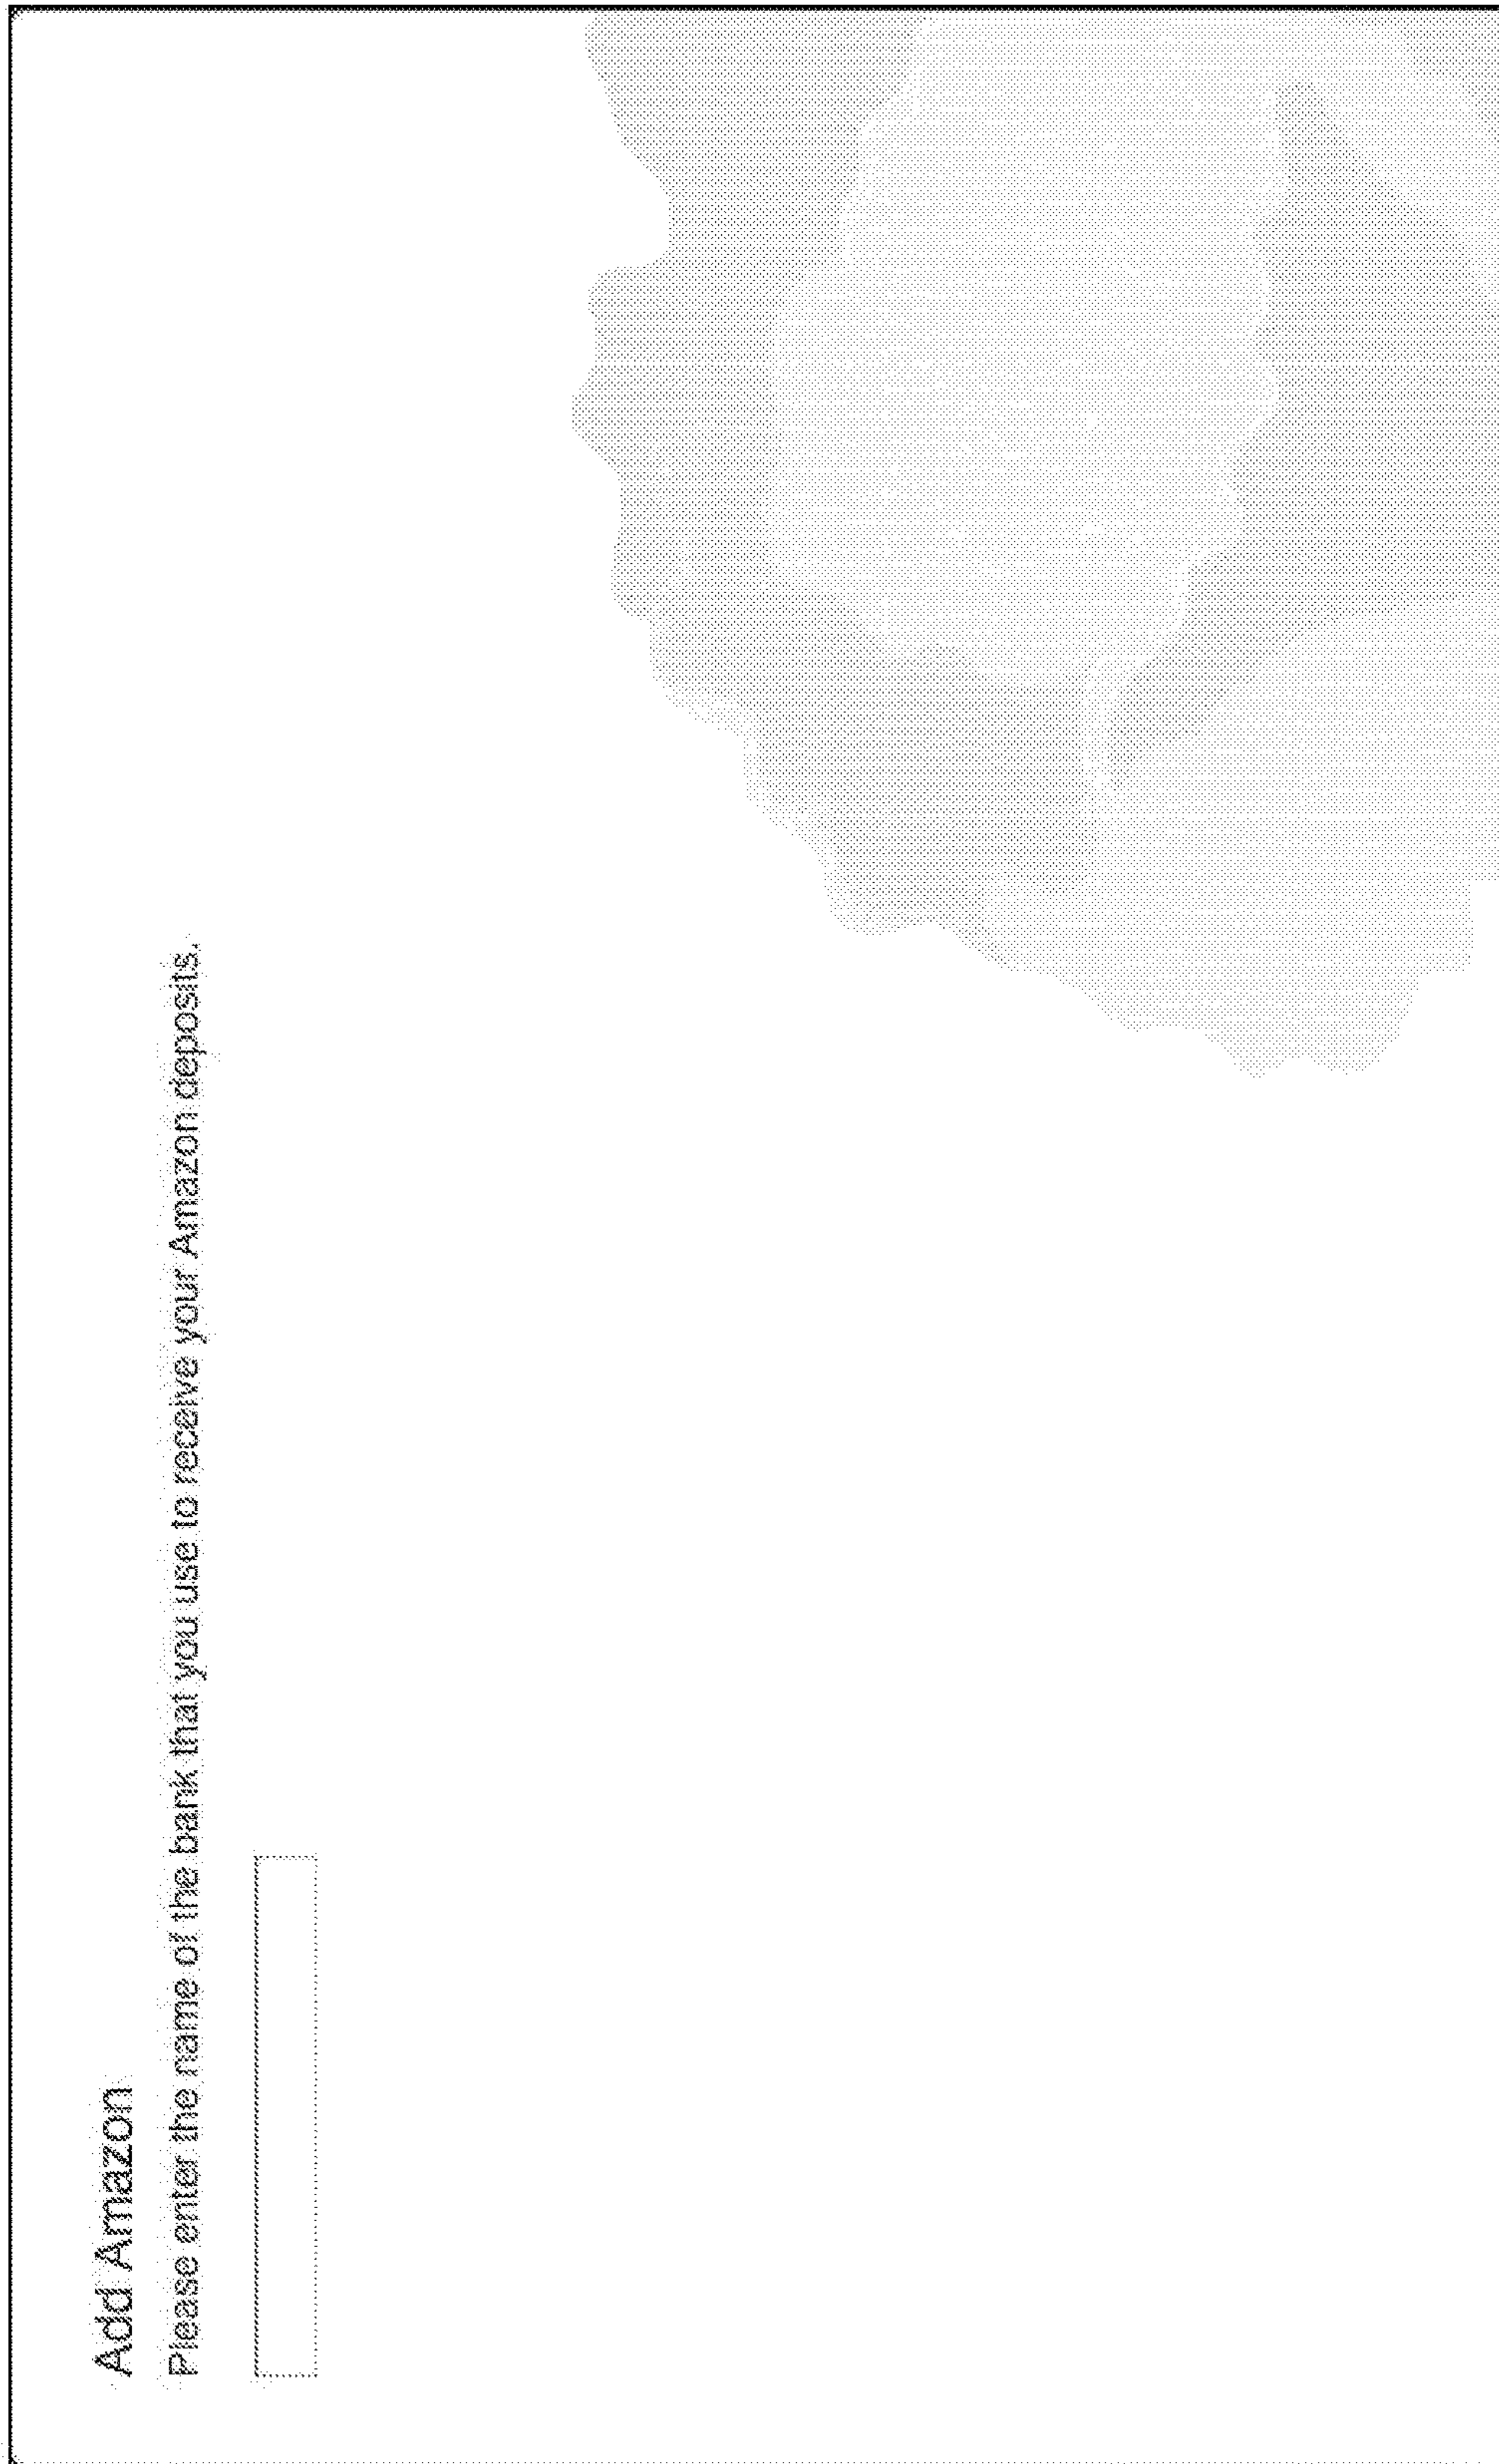 Add Amazon
Please enter the name of the bank that you use to receive your Amazon deposits.